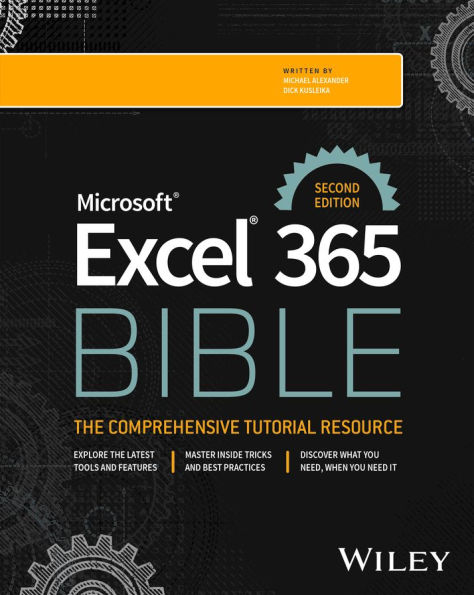 WRITTEN BY
MICHAEL ALEXANDER
DICK KUSLEIKA
SECOND
EDITION
Microsoft®
Excel® 365
BIBLE
THE COMPREHENSIVE TUTORIAL RESOURCE
EXPLORE THE LATEST
TOOLS AND FEATURES
MASTER INSIDE TRICKS
AND BEST PRACTICES
DISCOVER WHAT YOU
NEED, WHEN YOU NEED IT
WILEY